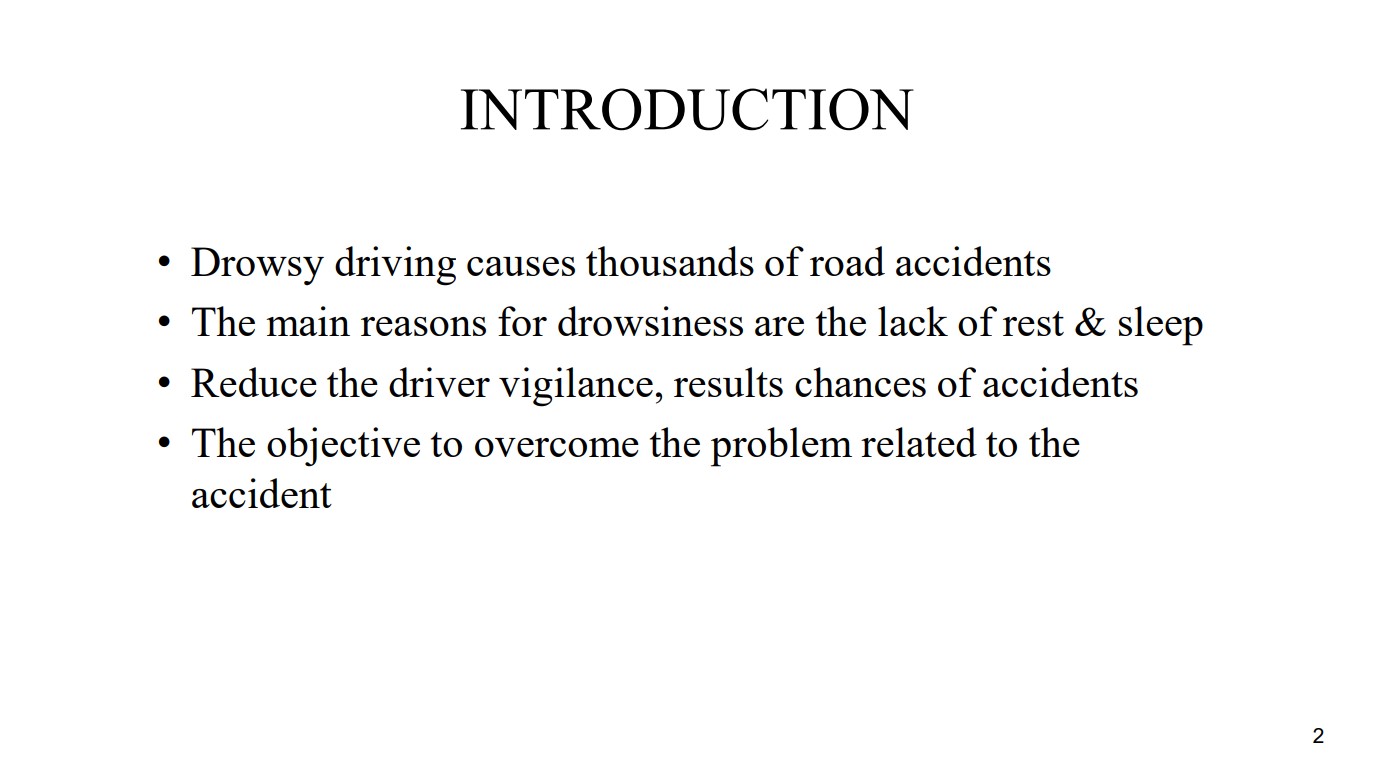 INTRODUCTION
• Drowsy driving causes thousands of road accidents
• The main reasons for drowsiness are the lack of rest & sleep
• Reduce the driver vigilance, results chances of accidents
• The objective to overcome the problem related to the
accident
2